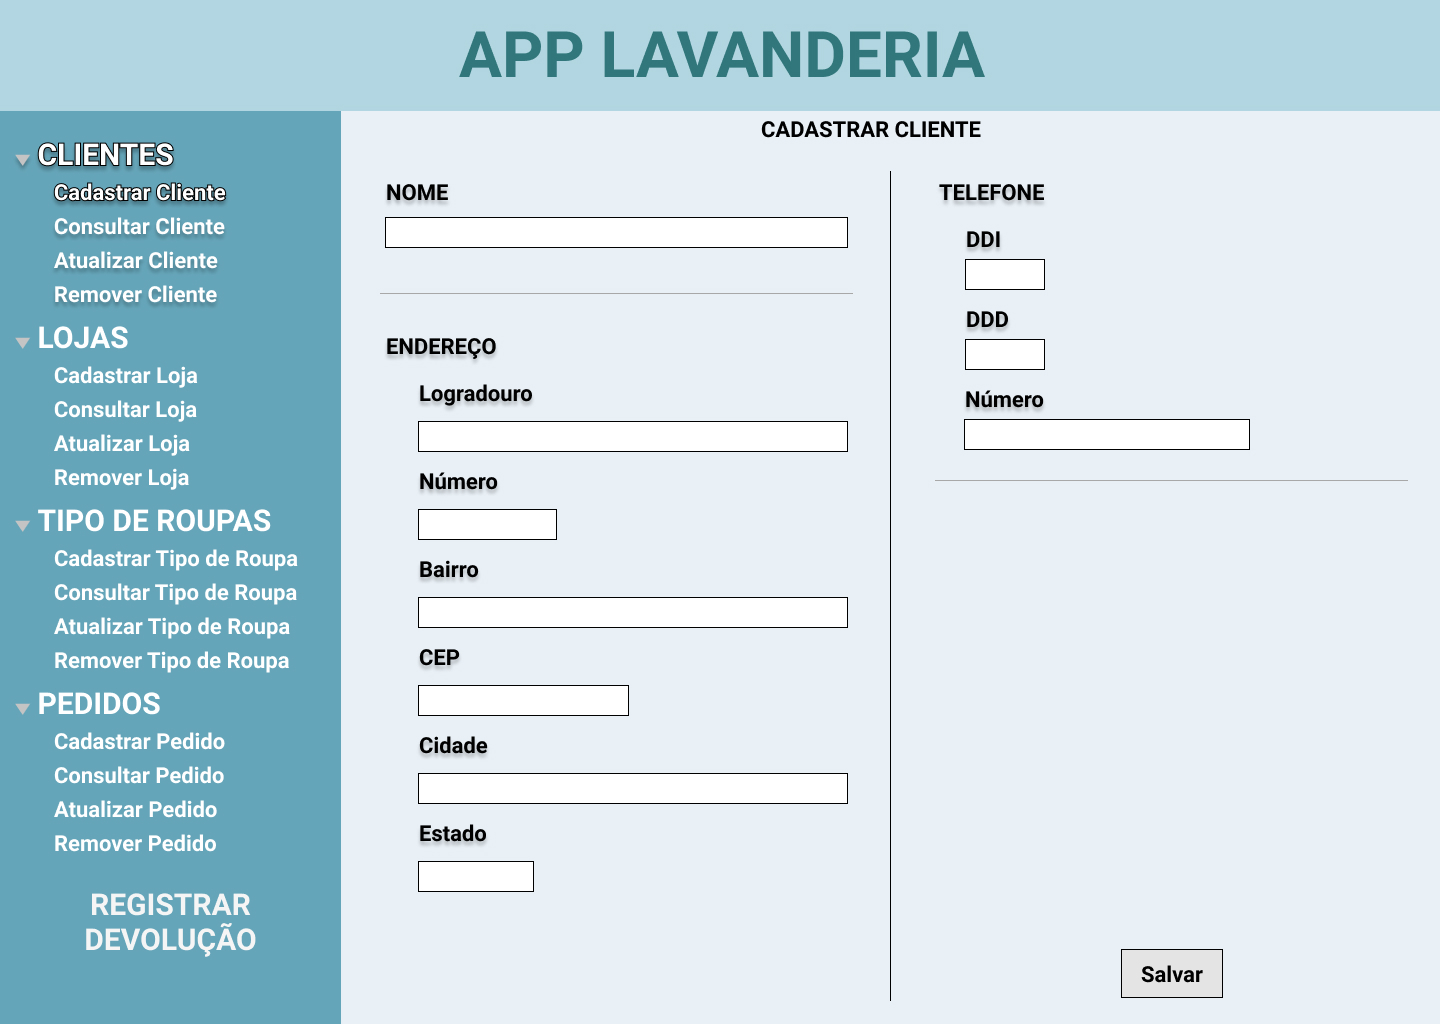 APP LAVANDERIA
CLIENTES
Cadastrar Cliente
Consultar Cliente
Atualizar Cliente
Remover Cliente
LOJAS
Cadastrar Loja
Consultar Loja
Atualizar Loja
Remover Loja
TIPO DE ROUPAS
Cadastrar Tipo de Roupa
Consultar Tipo de Roupa
Atualizar Tipo de Roupa
Remover Tipo de Roupa
PEDIDOS
Cadastrar Pedido
Consultar Pedido
Atualizar Pedido
Remover Pedido
REGISTRAR
DEVOLUÇÃO
CADASTRAR CLIENTE
NOME
ENDEREÇO
Logradouro
Número
Bairro
CEP
Cidade
Estado
TELEFONE
DDI
DDD
Número
Salvar